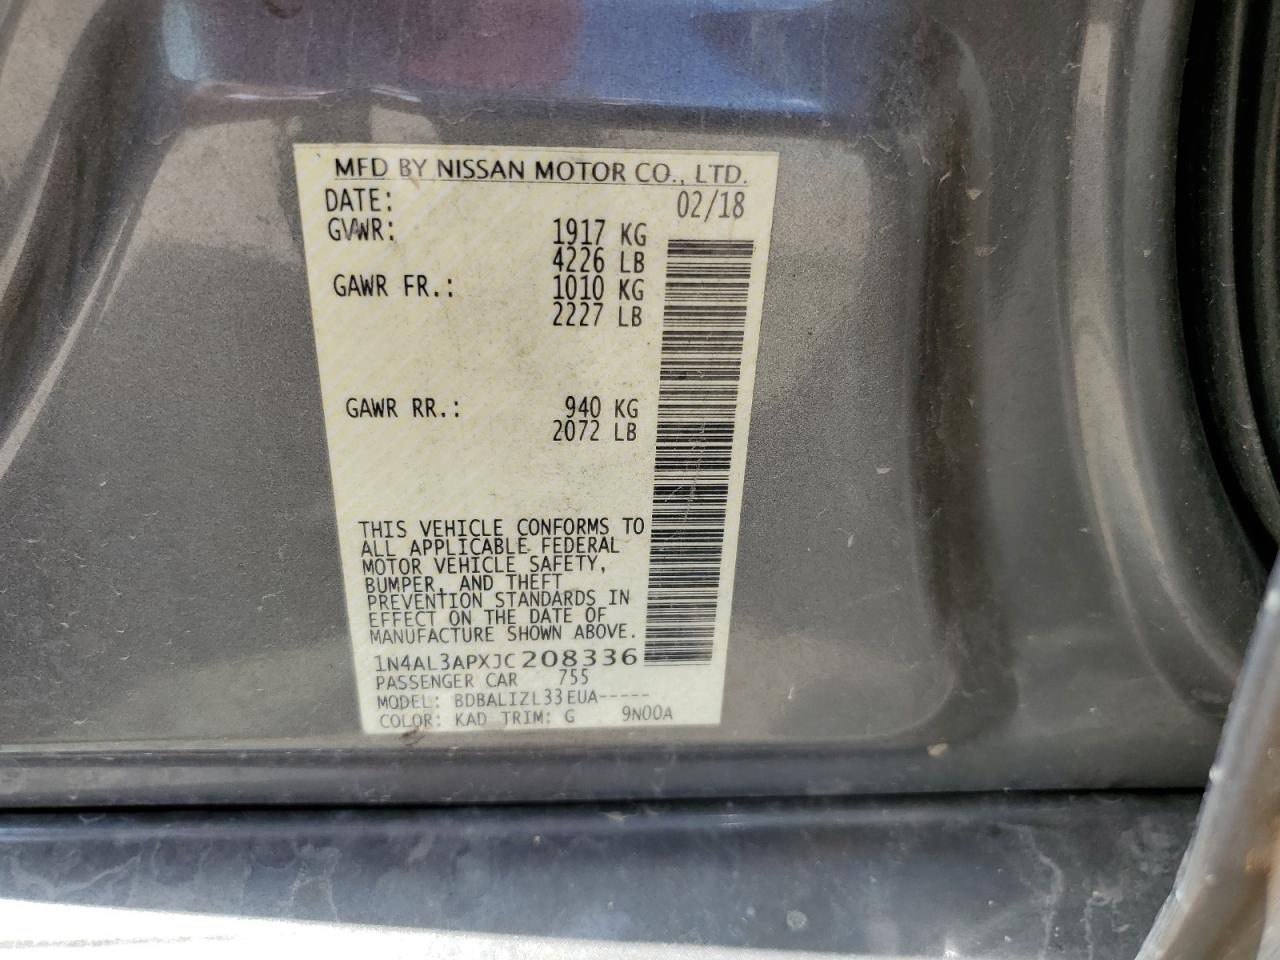 MFD BY NISSAN MOTOR CO., LTD.
DATE: 02/18
GVWR: 1917 KG
4226 LB
GAWR FR.: 1010 KG
2227 LB
GAWR RR.: 940 KG
2072 LB
THIS VEHICLE CONFORMS TO
ALL APPLICABLE FEDERAL
MOTOR VEHICLE SAFETY,
BUMPER, AND THEFT
PREVENTION STANDARDS IN
EFFECT ON THE DATE OF
MANUFACTURE SHOWN ABOVE.
1N4AL3APXJC208336
PASSENGER CAR 755
MODEL: BDBALIZL33EUA-----
COLOR: KAD TRIM: G 9N00A